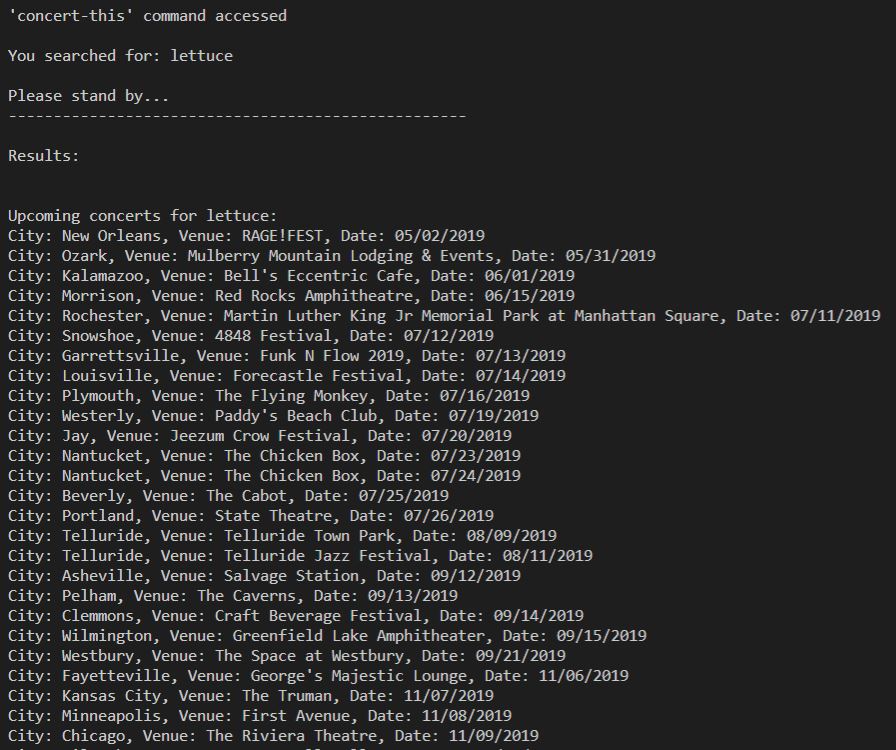 'concert-this' command accessed
You searched for: lettuce
Please stand by...
---------------------------------------------------
Results:
Upcoming concerts for lettuce:
City: New Orleans, Venue: RAGE!FEST, Date: 05/02/2019
City: Ozark, Venue: Mulberry Mountain Lodging & Events, Date: 05/31/2019
City: Kalamazoo, Venue: Bell's Eccentric Cafe, Date: 06/01/2019
City: Morrison, Venue: Red Rocks Amphitheatre, Date: 06/15/2019
City: Rochester, Venue: Martin Luther King Jr Memorial Park at Manhattan Square, Date: 07/11/2019
City: Snowshoe, Venue: 4848 Festival, Date: 07/12/2019
City: Garrettsville, Venue: Funk N Flow 2019, Date: 07/13/2019
City: Louisville, Venue: Forecastle Festival, Date: 07/14/2019
City: Plymouth, Venue: The Flying Monkey, Date: 07/16/2019
City: Westerly, Venue: Paddy's Beach Club, Date: 07/19/2019
City: Jay, Venue: Jeezum Crow Festival, Date: 07/20/2019
City: Nantucket, Venue: The Chicken Box, Date: 07/23/2019
City: Nantucket, Venue: The Chicken Box, Date: 07/24/2019
City: Beverly, Venue: The Cabot, Date: 07/25/2019
City: Portland, Venue: State Theatre, Date: 07/26/2019
City: Telluride, Venue: Telluride Town Park, Date: 08/09/2019
City: Telluride, Venue: Telluride Jazz Festival, Date: 08/11/2019
City: Asheville, Venue: Salvage Station, Date: 09/12/2019
City: Pelham, Venue: The Caverns, Date: 09/13/2019
City: Clemmons, Venue: Craft Beverage Festival, Date: 09/14/2019
City: Wilmington, Venue: Greenfield Lake Amphitheater, Date: 09/15/2019
City: Westbury, Venue: The Space at Westbury, Date: 09/21/2019
City: Fayetteville, Venue: George's Majestic Lounge, Date: 11/06/2019
City: Kansas City, Venue: The Truman, Date: 11/07/2019
City: Minneapolis, Venue: First Avenue, Date: 11/08/2019
City: Chicago, Venue: The Riviera Theatre, Date: 11/09/2019